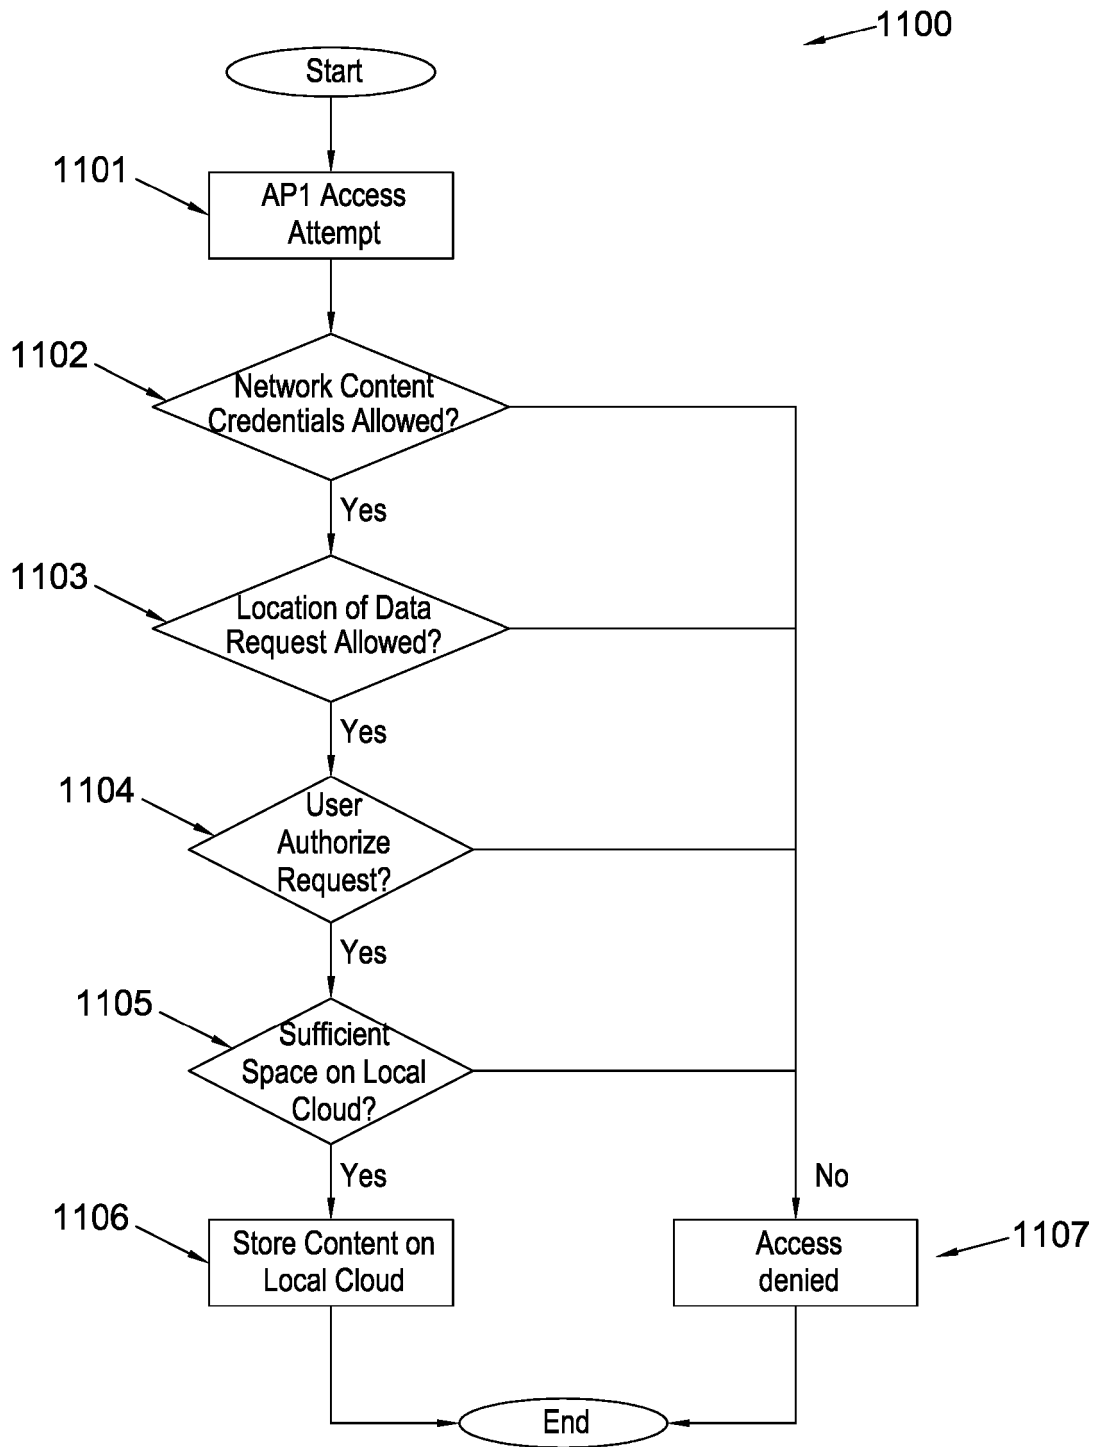 1100
Start
1101
AP1 Access
Attempt
1102
Network Content
Credentials Allowed?
Yes
1103
Location of Data
Request Allowed?
Yes
1104
User
Authorize
Request?
Yes
1105
Sufficient
Space on Local
Cloud?
Yes
No
1106
Store Content on
Local Cloud
Access
denied
1107
End